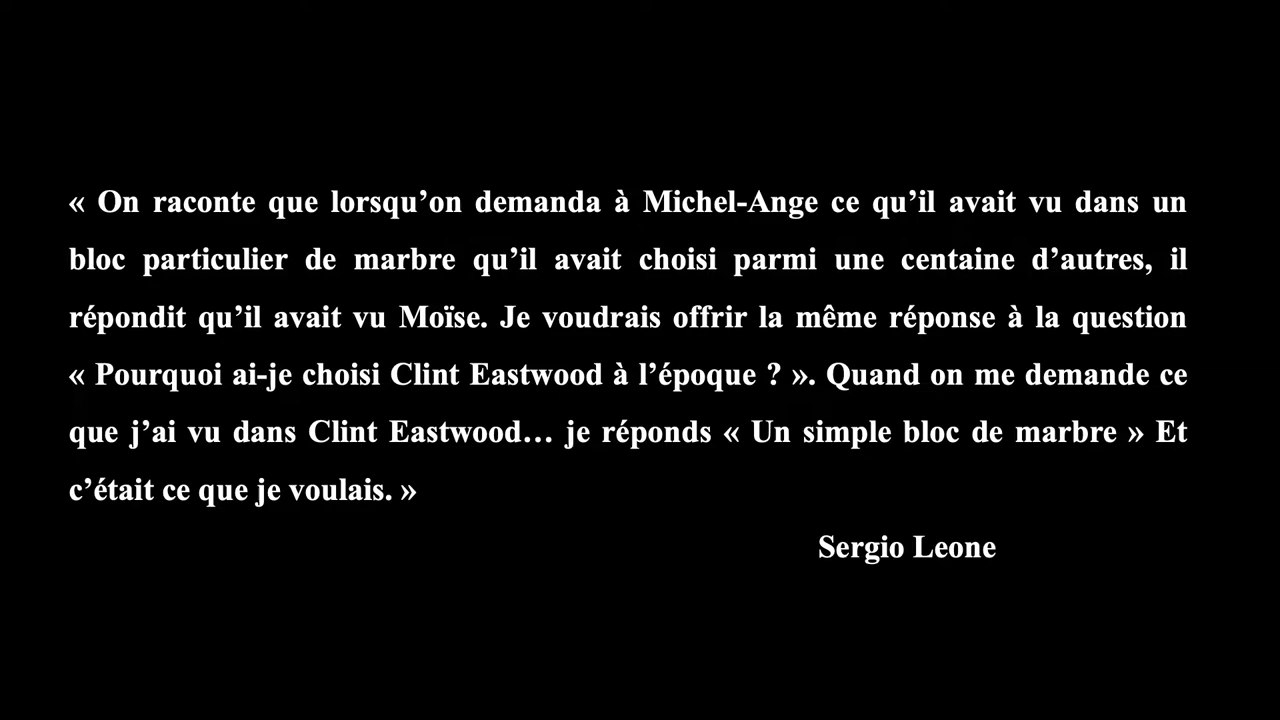 « On raconte que lorsqu’on demanda à Michel-Ange ce qu’il avait vu dans un
bloc particulier de marbre qu’il avait choisi parmi une centaine d’autres, il
répondit qu’il avait vu Moïse. Je voudrais offrir la même réponse à la question
« Pourquoi ai-je choisi Clint Eastwood à l’époque ? ». Quand on me demande ce
que j’ai vu dans Clint Eastwood… je réponds « Un simple bloc de marbre » Et
c’était ce que je voulais. »
Sergio Leone